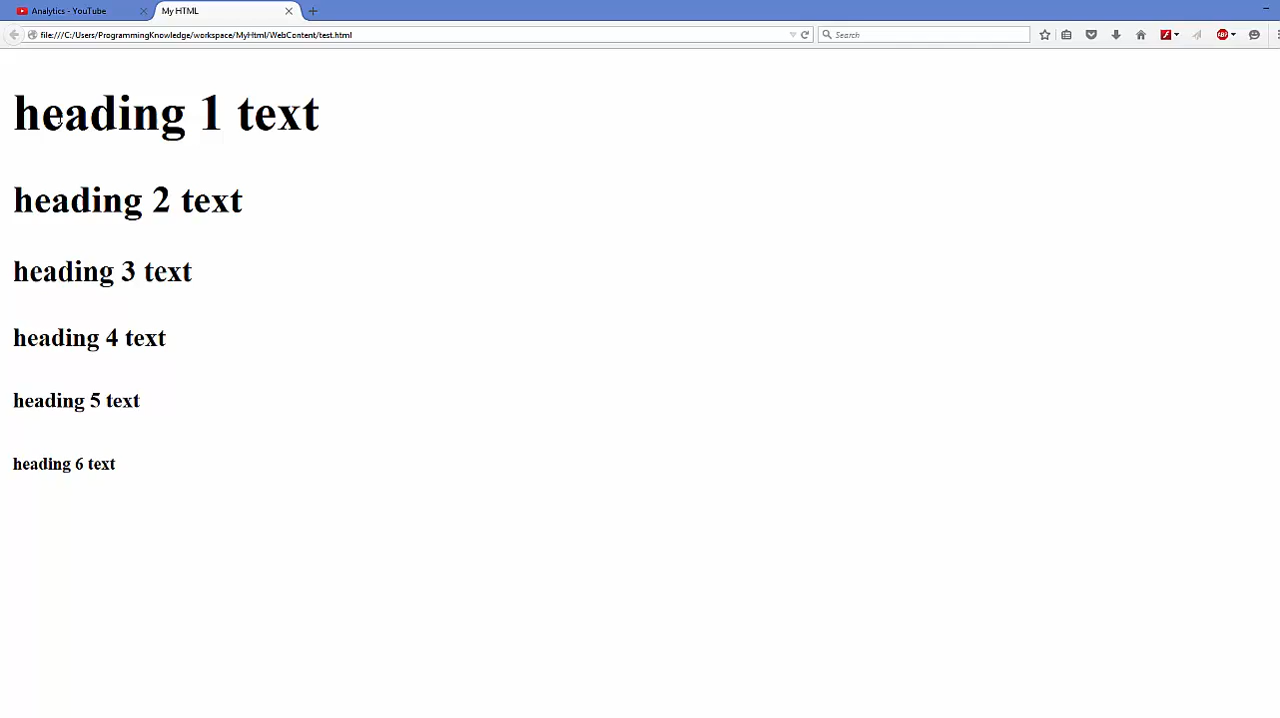 Analytics - YouTube
My HTML
file:///C:/Users/ProgrammingKnowledge/workspace/MyHtml/WebContent/test.html
Search
ABP
heading 1 text
heading 2 text
heading 3 text
heading 4 text
heading 5 text
heading 6 text